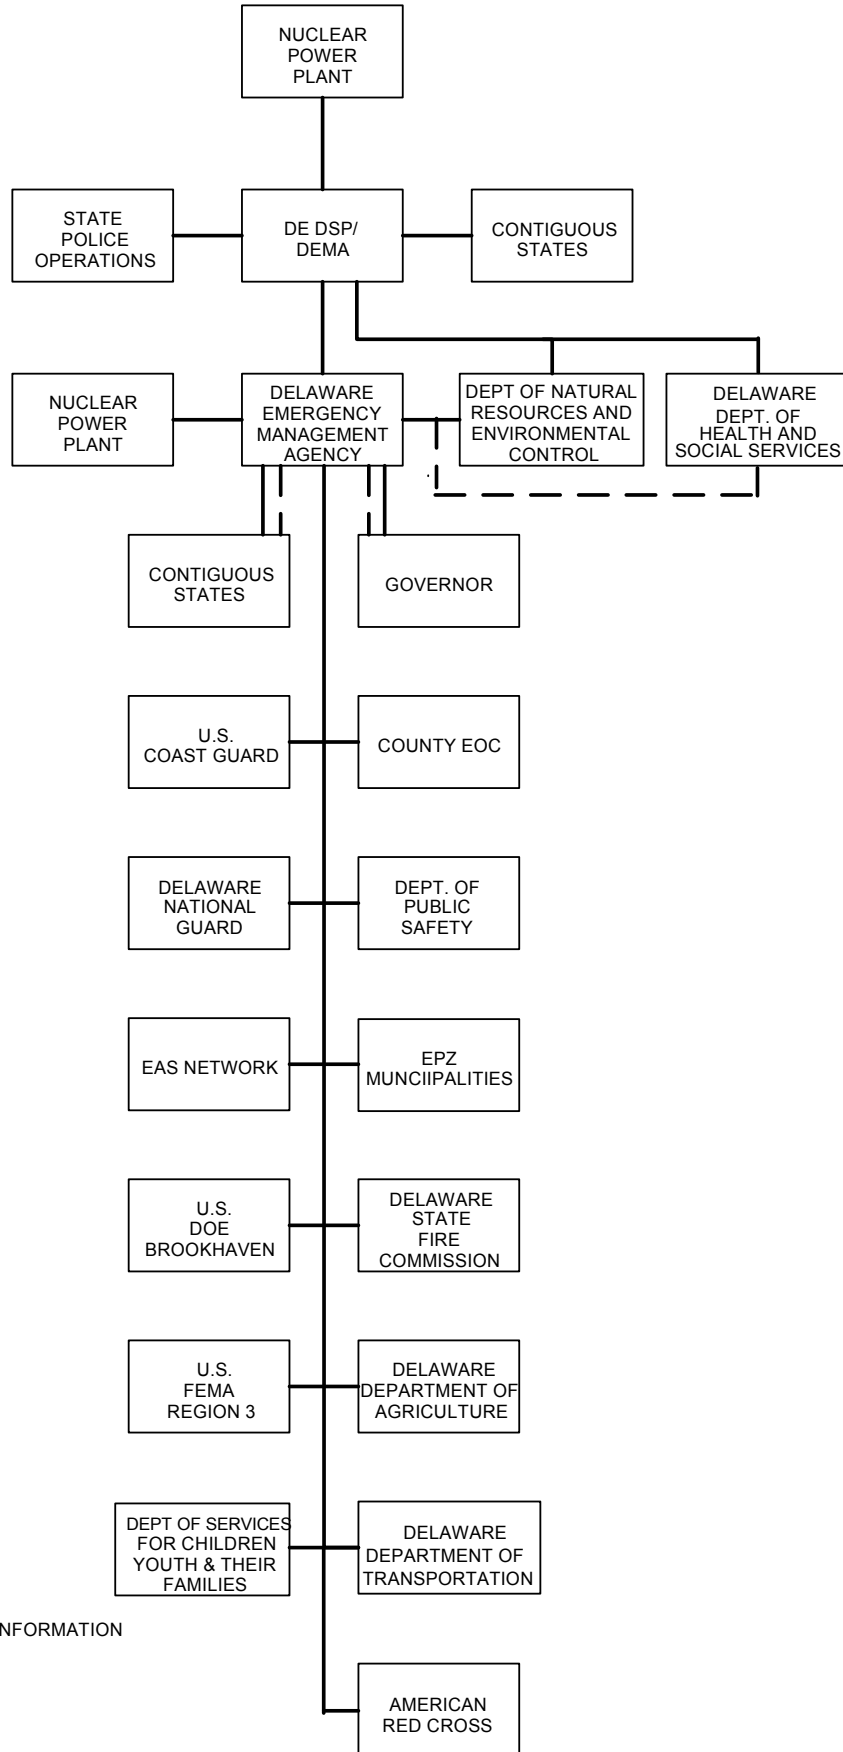 NUCLEAR
POWER
PLANT
STATE
POLICE
OPERATIONS
DE DSP/
DEMA
CONTIGUOUS
STATES
NUCLEAR
POWER
PLANT
DELAWARE
EMERGENCY
MANAGEMENT
AGENCY
DEPT OF NATURAL
RESOURCES AND
ENVIRONMENTAL
CONTROL
DELAWARE
DEPT. OF
HEALTH AND
SOCIAL SERVICES
CONTIGUOUS
STATES
GOVERNOR
U.S.
COAST GUARD
COUNTY EOC
DELAWARE
NATIONAL
GUARD
DEPT. OF
PUBLIC
SAFETY
EAS NETWORK
EPZ
MUNCIIPALITIES
U.S.
DOE
BROOKHAVEN
DELAWARE
STATE
FIRE
COMMISSION
U.S.
FEMA
REGION 3
DELAWARE
DEPARTMENT OF
AGRICULTURE
DEPT OF SERVICES
FOR CHILDREN
YOUTH & THEIR
FAMILIES
DELAWARE
DEPARTMENT OF
TRANSPORTATION
NFORMATION
AMERICAN
RED CROSS